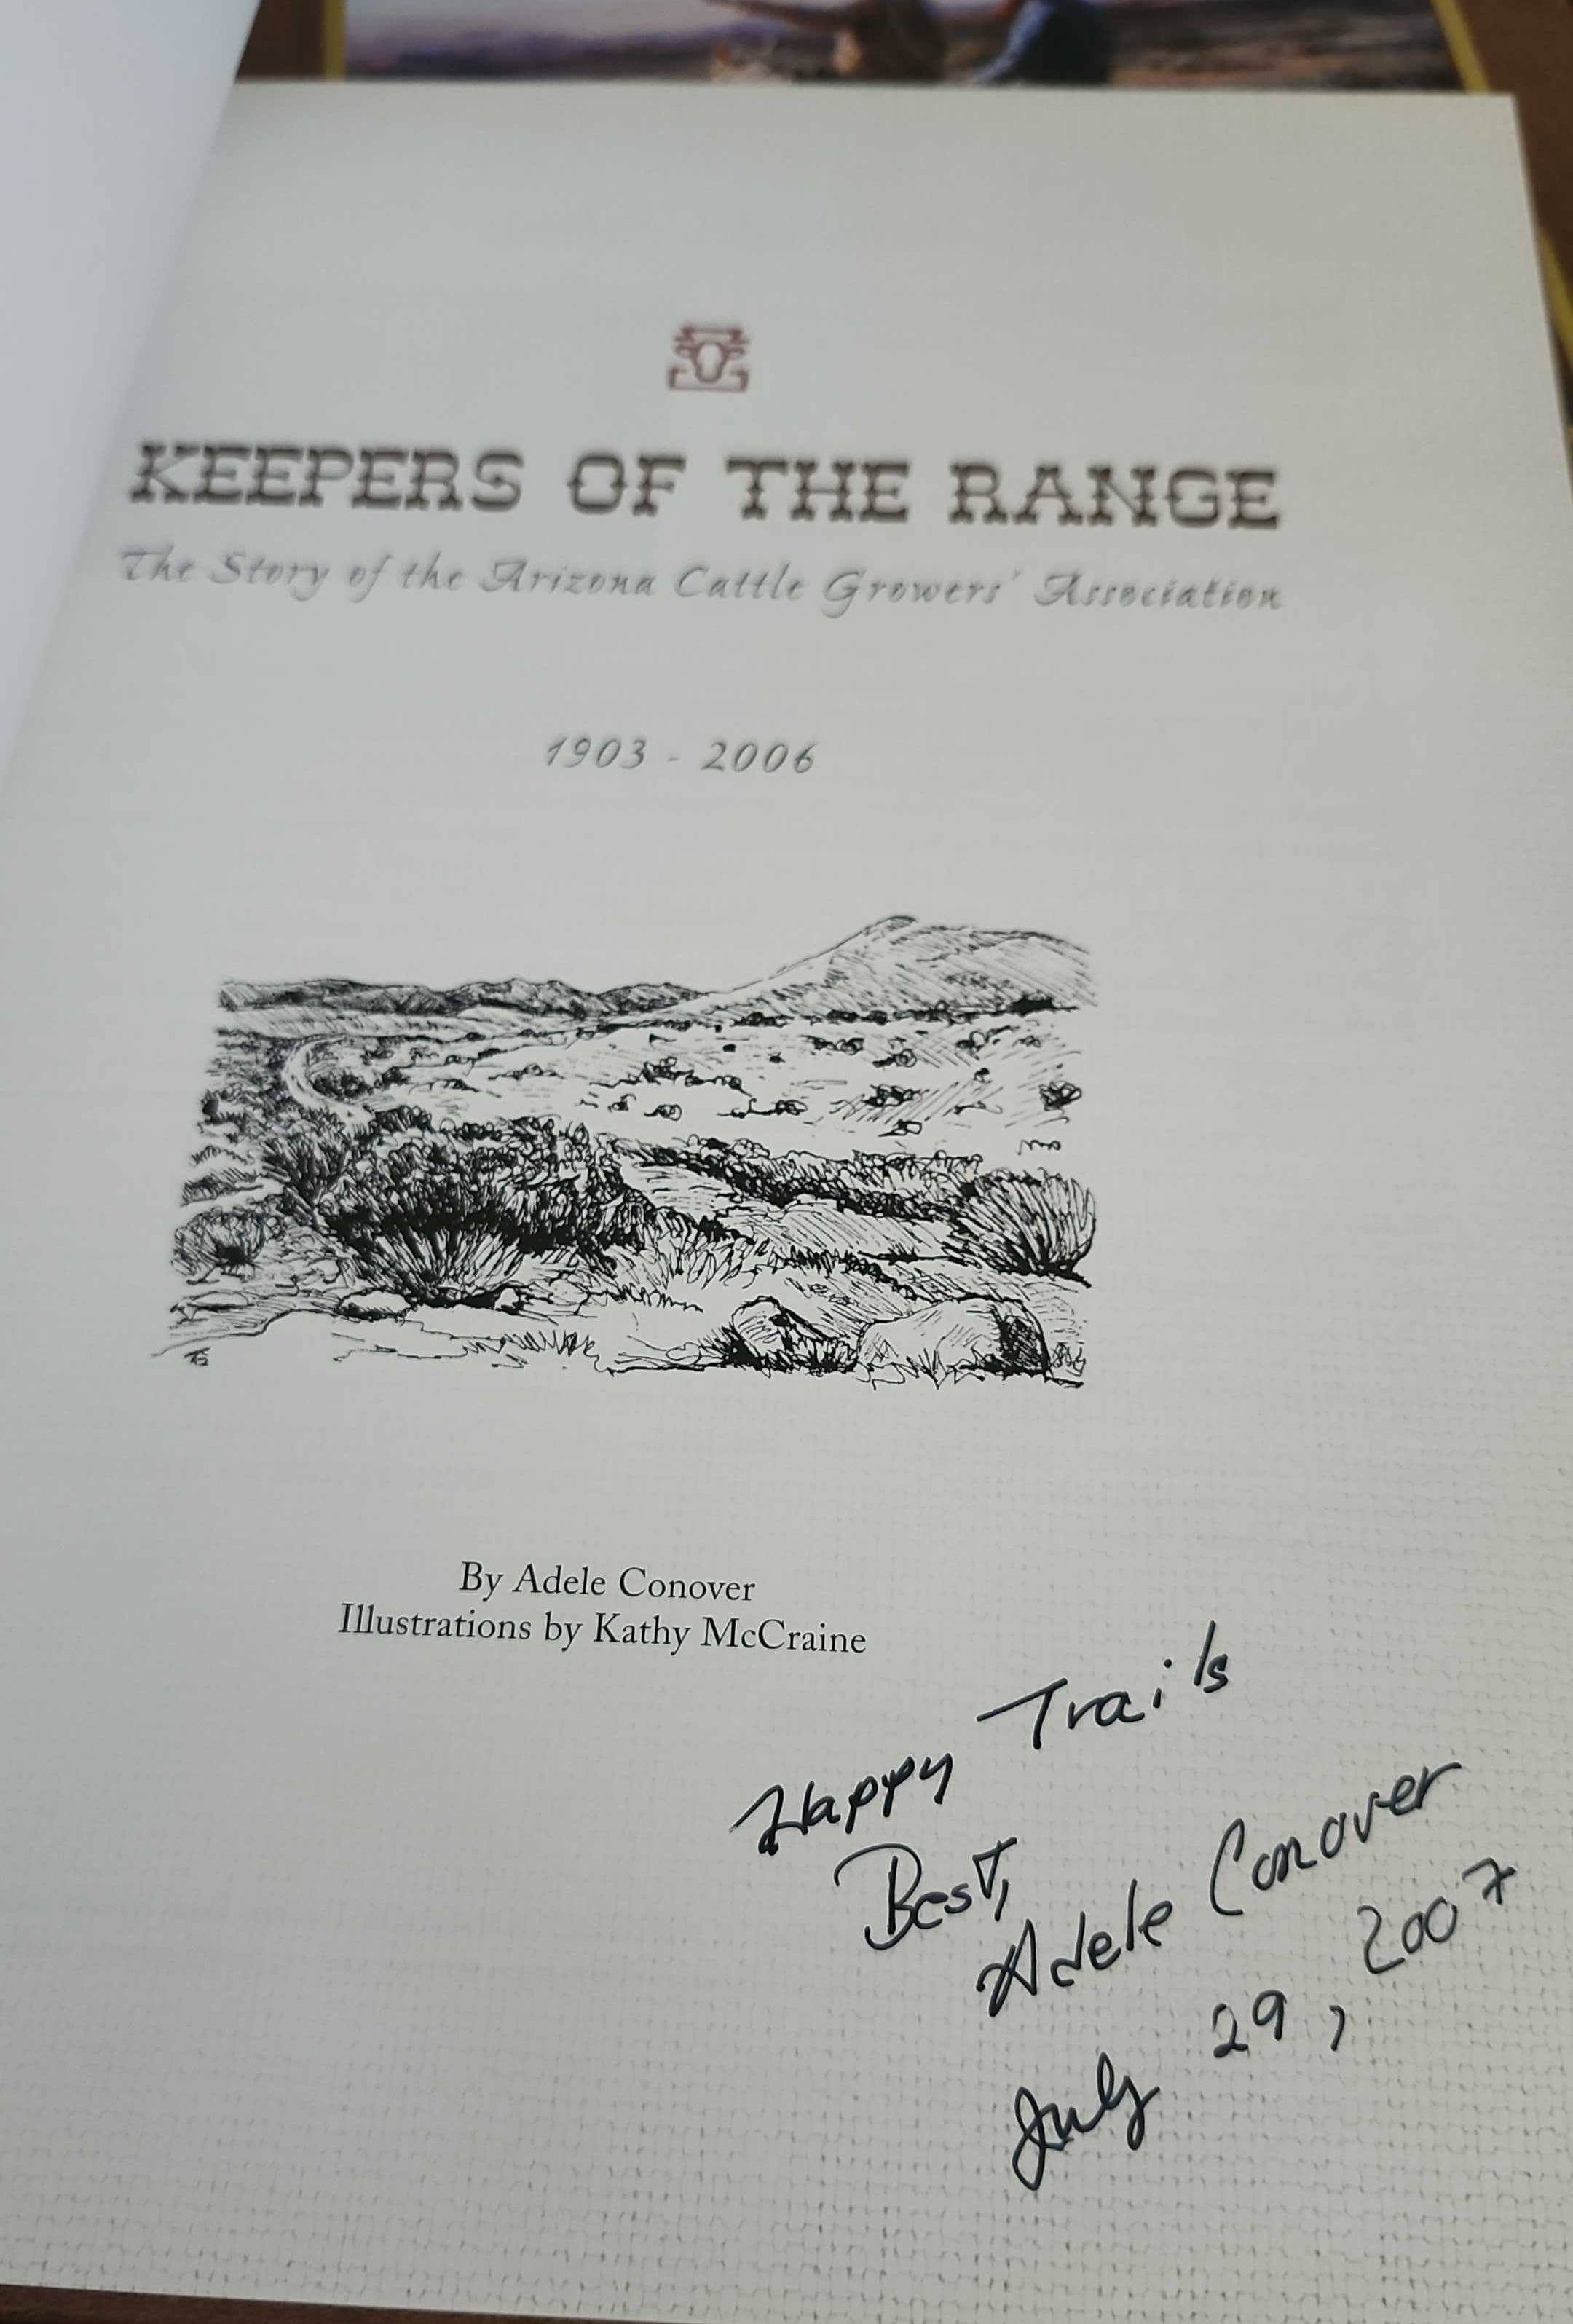 KEEPERS OF THE RANGE
The Story of the Arizona Cattle Growers' Association
1903 - 2006
By Adele Conover
Illustrations by Kathy McCraine
Happy Trails
Best,
Adele Conover
July 29, 2007